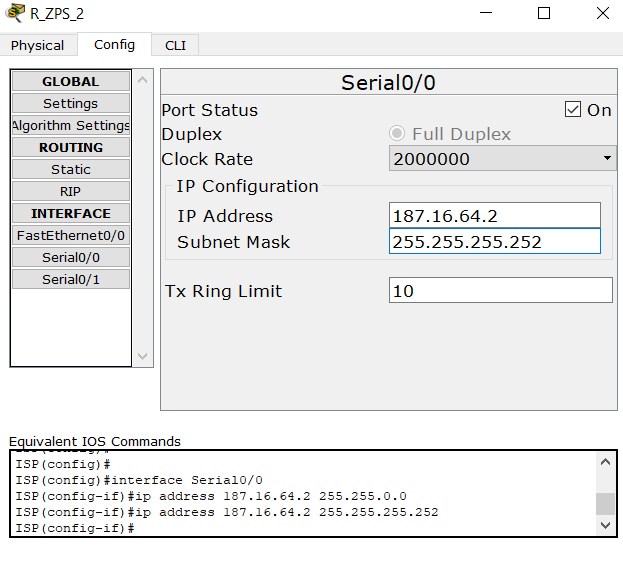 R_ZPS_2
Physical Config CLI
GLOBAL
Settings
Algorithm Settings
ROUTING
Static
RIP
INTERFACE
FastEthernet0/0
Serial0/0
Serial0/1
Serial0/0
Port Status On
Duplex Full Duplex
Clock Rate 2000000
IP Configuration
IP Address 187.16.64.2
Subnet Mask 255.255.255.252
Tx Ring Limit 10
Equivalent IOS Commands
ISP(config)#
ISP(config)#interface Serial0/0
ISP(config-if)#ip address 187.16.64.2 255.255.0.0
ISP(config-if)#ip address 187.16.64.2 255.255.255.252
ISP(config-if)#